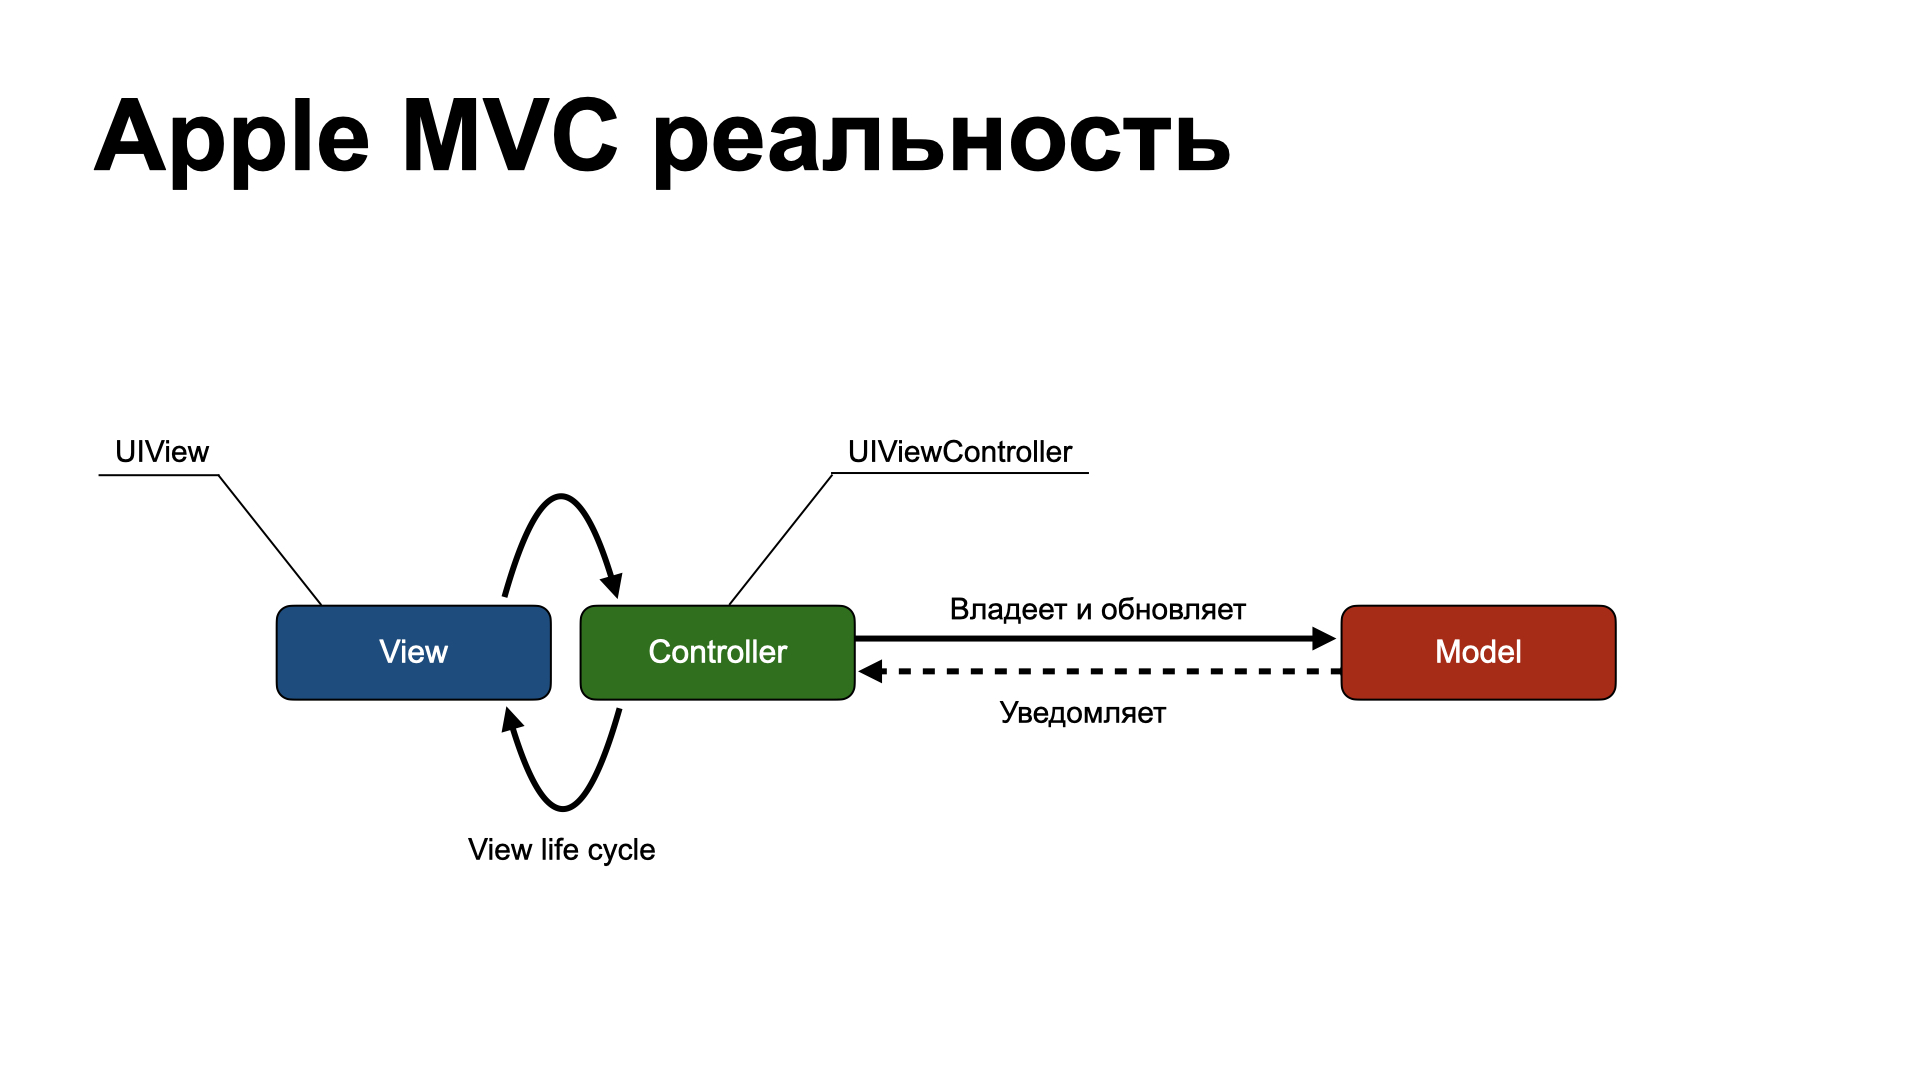 Apple MVC реальность
UIView
UIViewController
View
Controller
Владеет и обновляет
Model
Уведомляет
View life cycle